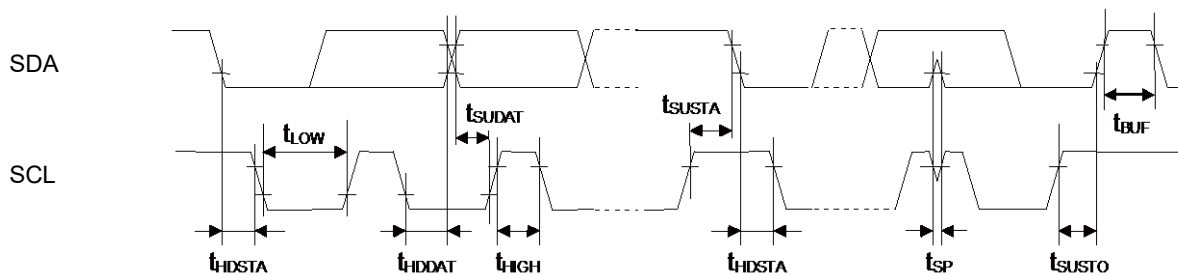 SDA
tSUDAT
tSUSTA
tBUF
tLOW
SCL
tHDSTA
tHDDAT
tHIGH
tHDSTA
tSP
tSUSTO